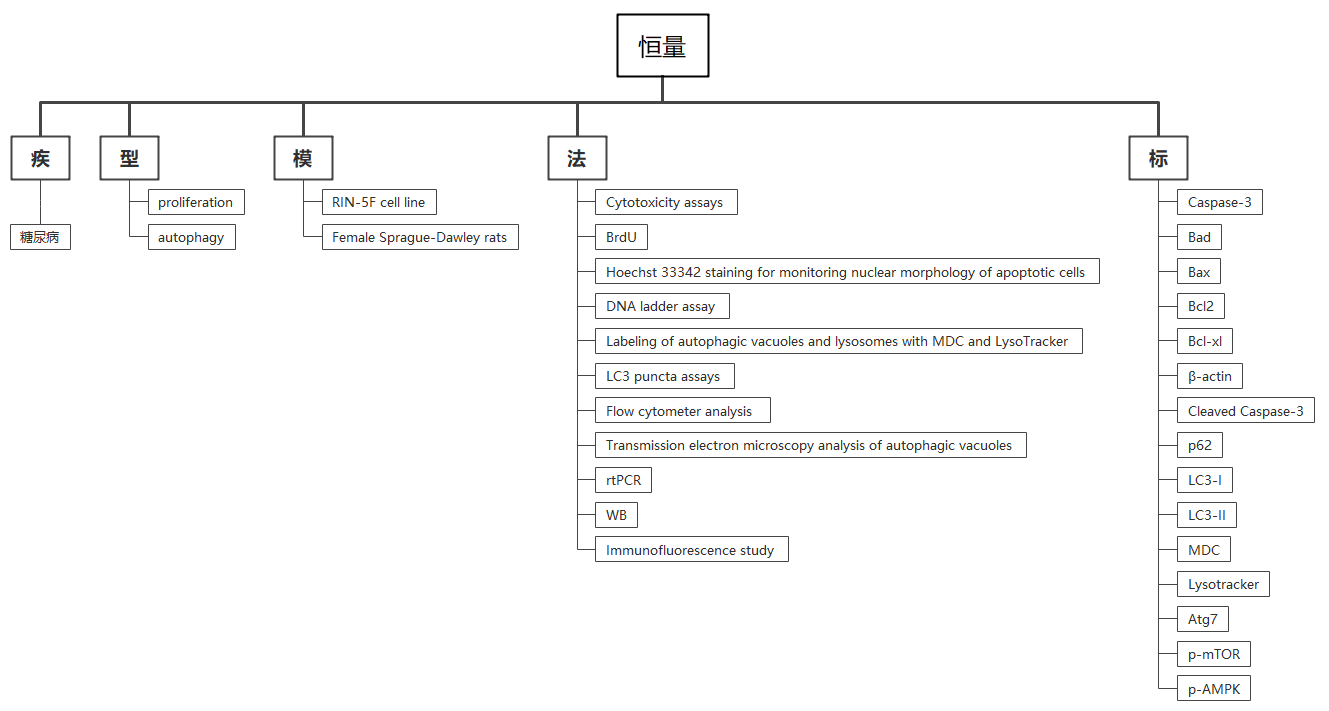 恒量
疾
型
模
法
标
糖尿病
proliferation
autophagy
RIN-5F cell line
Female Sprague-Dawley rats
Cytotoxicity assays
BrdU
Hoechst 33342 staining for monitoring nuclear morphology of apoptotic cells
DNA ladder assay
Labeling of autophagic vacuoles and lysosomes with MDC and LysoTracker
LC3 puncta assays
Flow cytometer analysis
Transmission electron microscopy analysis of autophagic vacuoles
rtPCR
WB
Immunofluorescence study
Caspase-3
Bad
Bax
Bcl2
Bcl-xl
β-actin
Cleaved Caspase-3
p62
LC3-I
LC3-II
MDC
Lysotracker
Atg7
p-mTOR
p-AMPK